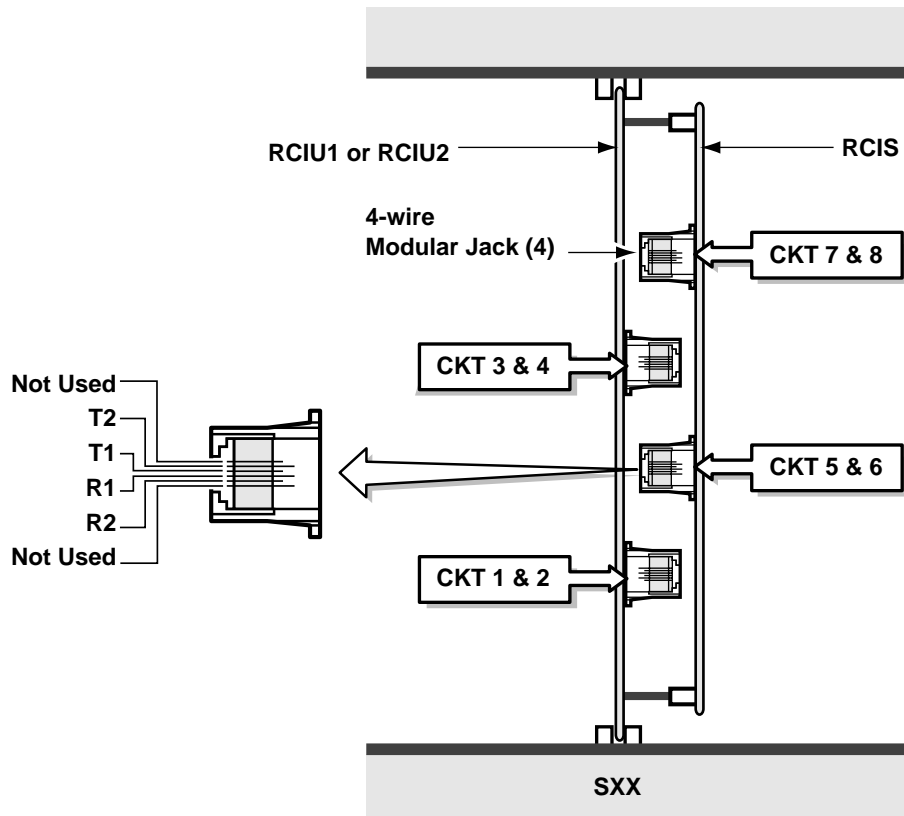 RCIU1 or RCIU2
RCIS
4-wire
Modular Jack (4)
CKT 7 & 8
CKT 3 & 4
Not Used
T2
T1
R1
R2
Not Used
CKT 5 & 6
CKT 1 & 2
SXX